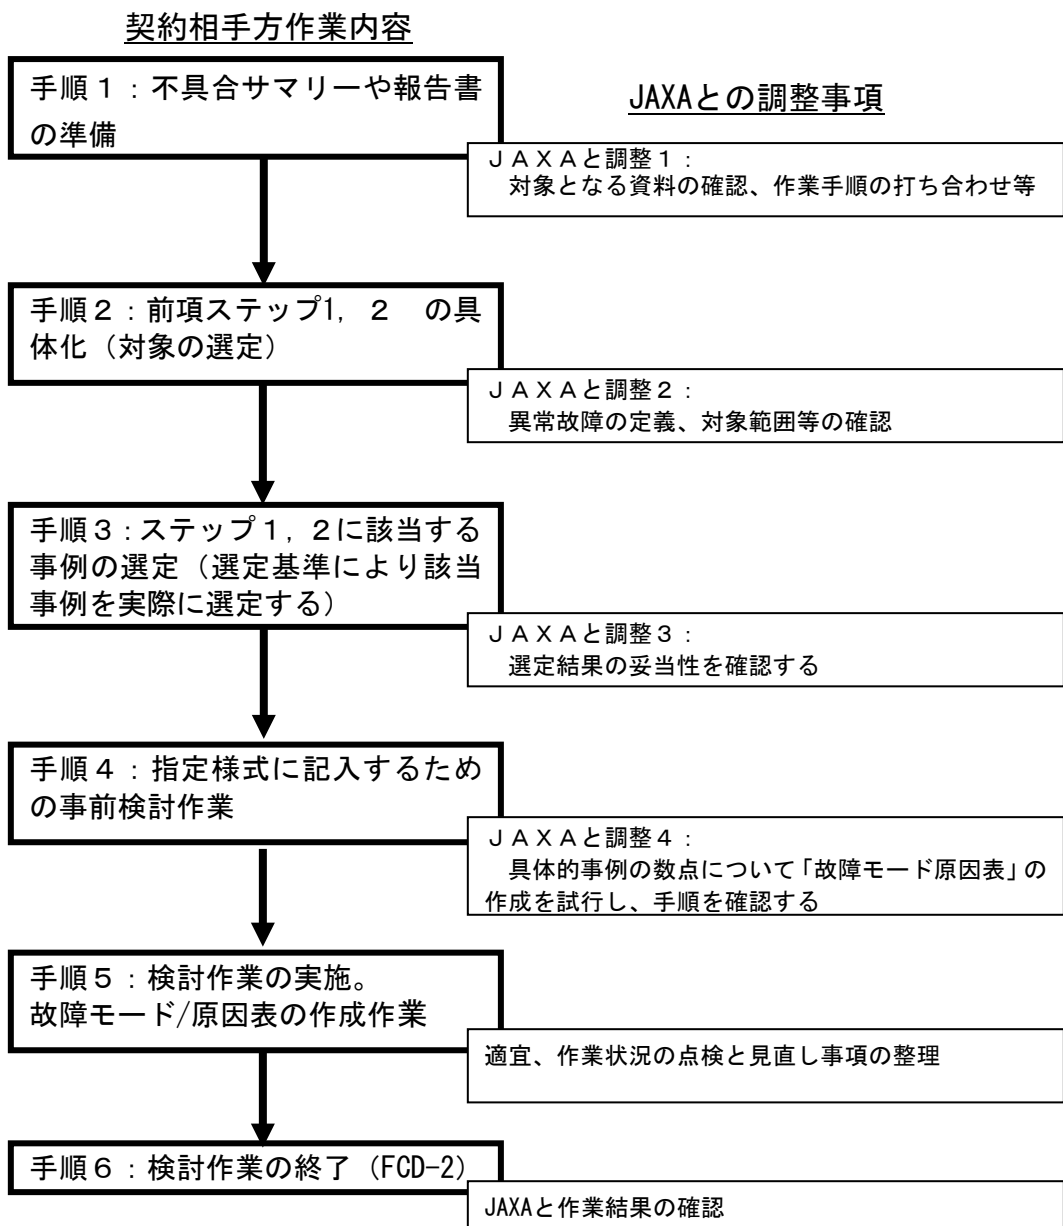 契約相手方作業内容
手順１：不具合サマリーや報告書
の準備
JAXAとの調整事項
ＪＡＸＡと調整１：
対象となる資料の確認、作業手順の打ち合わせ等
手順２：前項ステップ1，２　の具
体化（対象の選定）
ＪＡＸＡと調整２：
異常故障の定義、対象範囲等の確認
手順３：ステップ１，２に該当する
事例の選定（選定基準により該当
事例を実際に選定する）
ＪＡＸＡと調整３：
選定結果の妥当性を確認する
手順４：指定様式に記入するため
の事前検討作業
ＪＡＸＡと調整４：
具体的事例の数点について「故障モード原因表」の
作成を試行し、手順を確認する
手順５：検討作業の実施。
故障モード/原因表の作成作業
適宜、作業状況の点検と見直し事項の整理
手順６：検討作業の終了（FCD-2）
JAXAと作業結果の確認